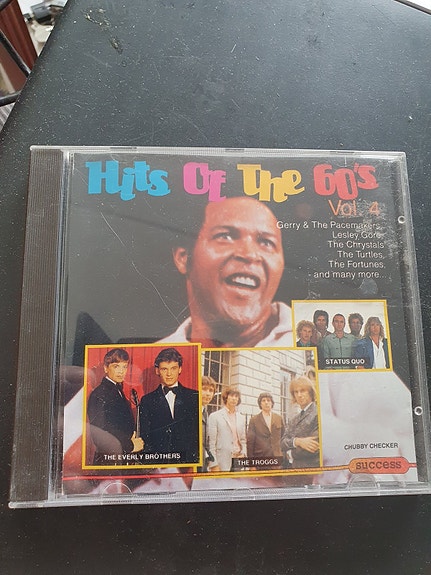 Hits Of The 60's
Vol. 4
Gerry & The Pacemakers,
Lesley Gore,
The Chrystals
The Turtles,
The Fortunes,
and many more...
STATUS QUO
THE EVERLY BROTHERS
THE TROGGS
CHUBBY CHECKER
success